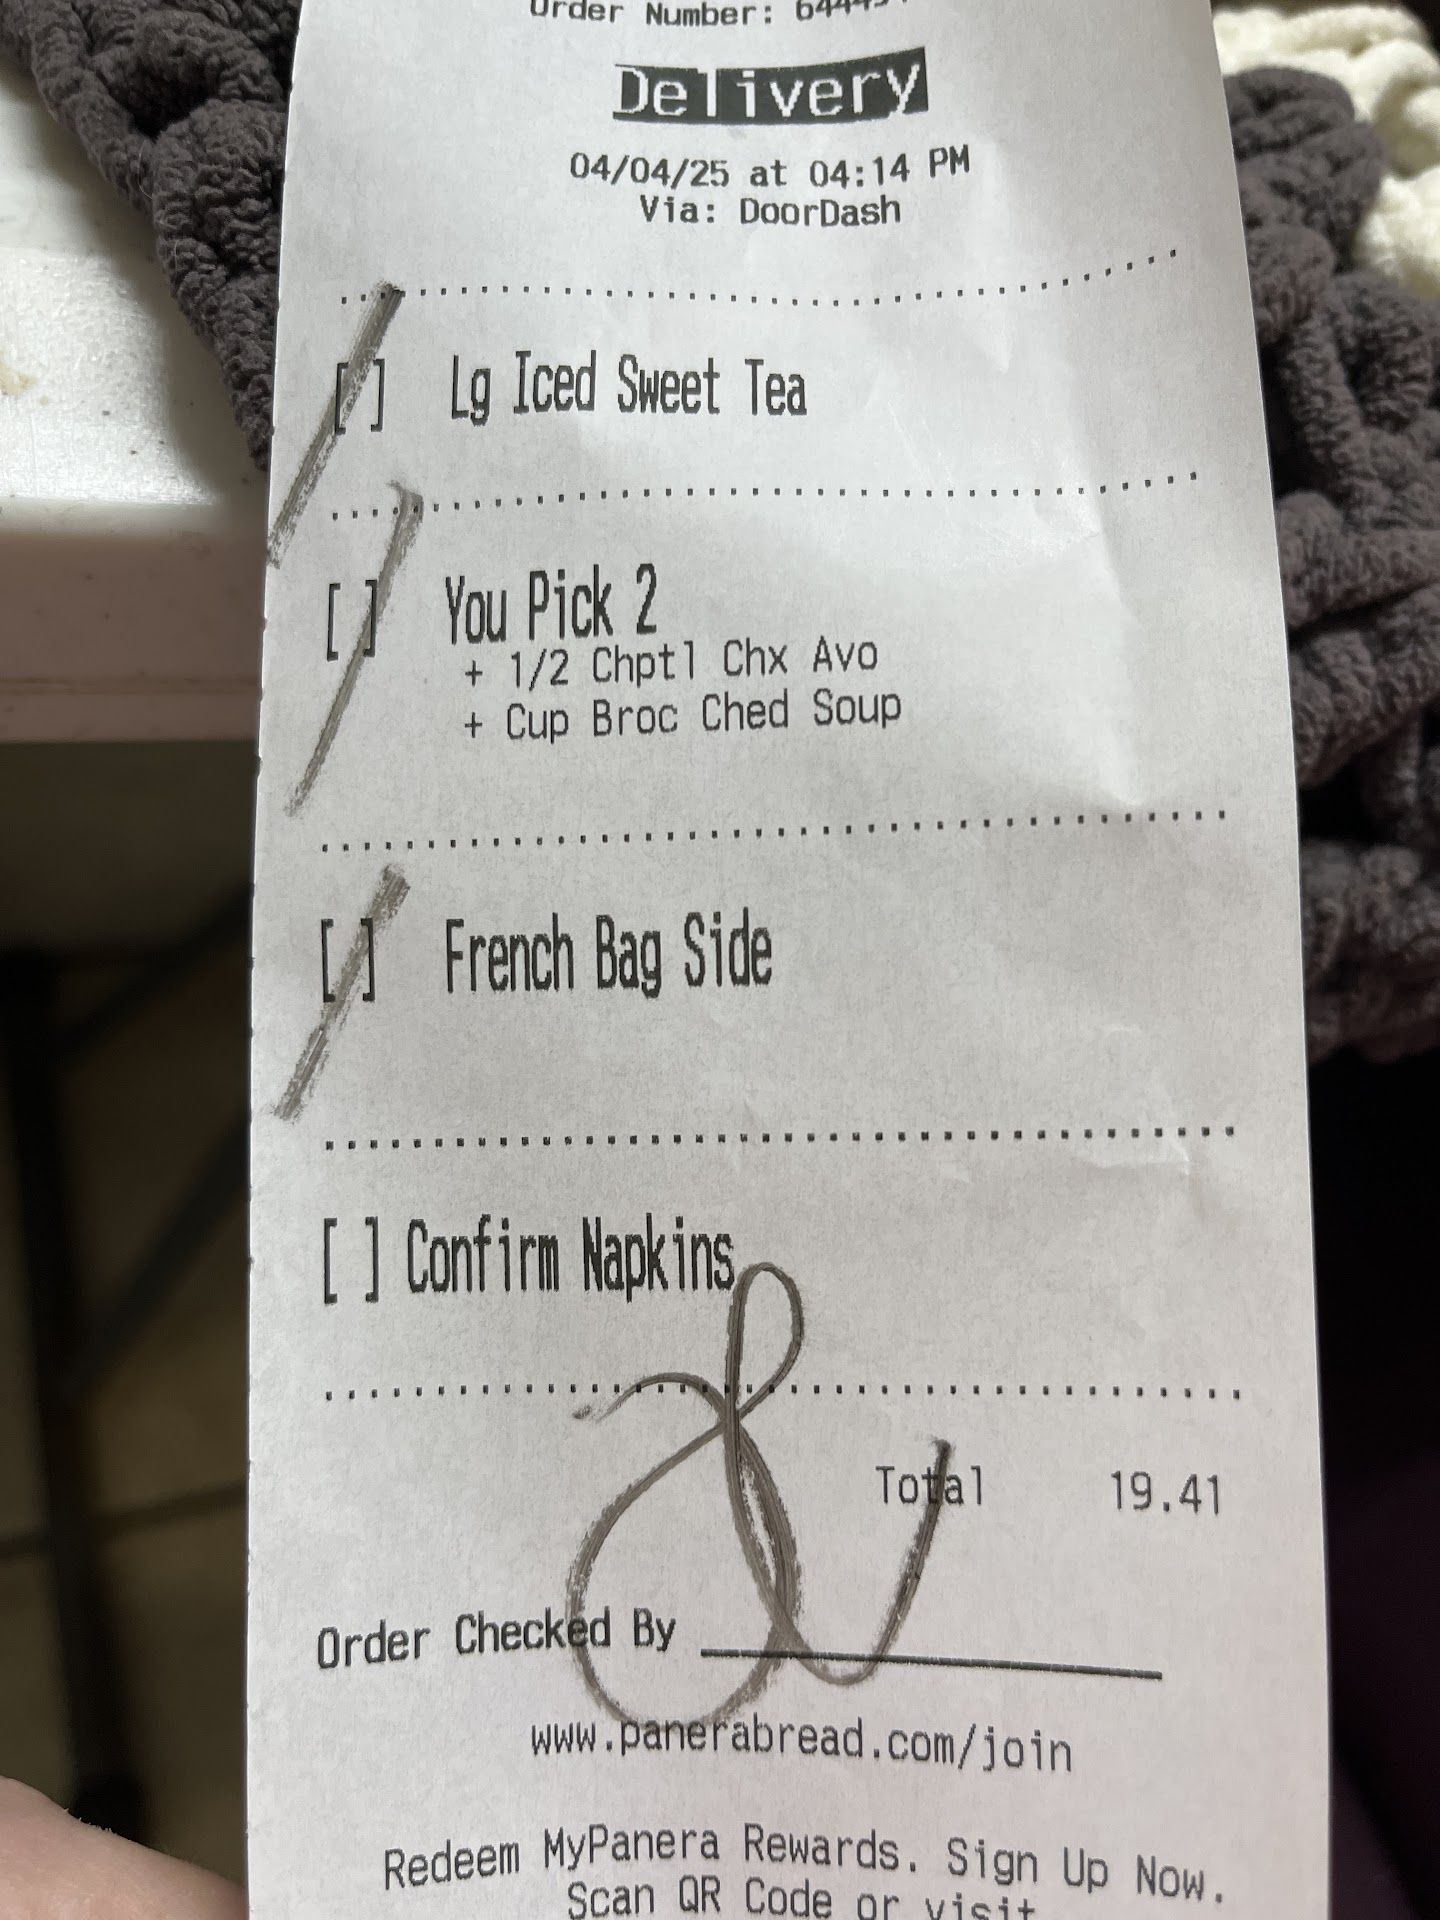 Order Number:
Delivery
04/04/25 at 04:14 PM
Via: DoorDash
[ ] Lg Iced Sweet Tea
[ ] You Pick 2
+ 1/2 Chptl Chx Avo
+ Cup Broc Ched Soup
[ ] French Bag Side
[ ] Confirm Napkins
Total 19.41
Order Checked By
www.panerabread.com/join
Redeem MyPanera Rewards. Sign Up Now.
Scan QR Code or visit